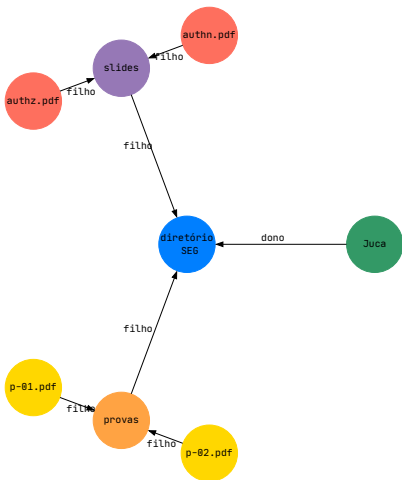 authn.pdf
filho
slides
filho
authz.pdf
filho
diretório
SEG
dono
Juca
filho
p-01.pdf
filho
provas
filho
p-02.pdf